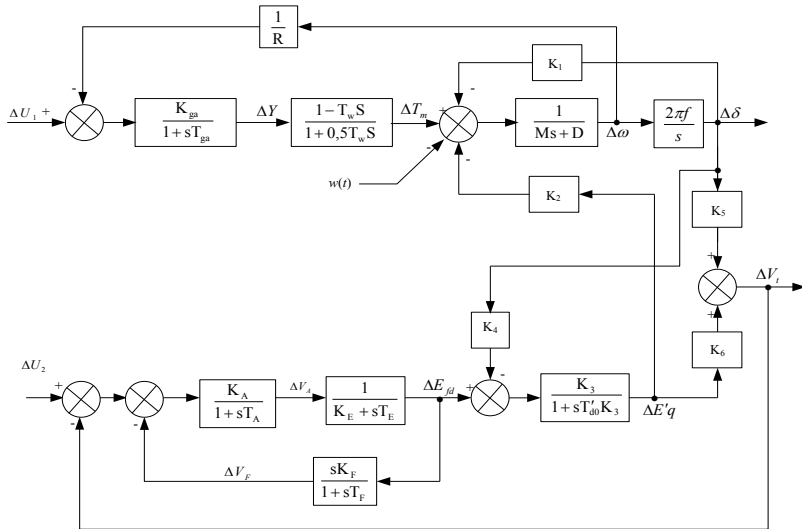 1
R
K1
-
-
ΔU1 +
Kga
1 + sTga
ΔY
1 − TwS
1 + 0,5TwS
ΔTm
+
1
Ms + D
Δω
2πf
s
Δδ
-
w(t)
-
K2
K5
+
ΔVt
+
K4
K6
ΔU2
+
-
-
KA
1 + sTA
ΔVA
1
KE + sTE
ΔEfd
+
-
K3
1 + sT′d0K3
ΔE'q
ΔVF
sKF
1 + sTF